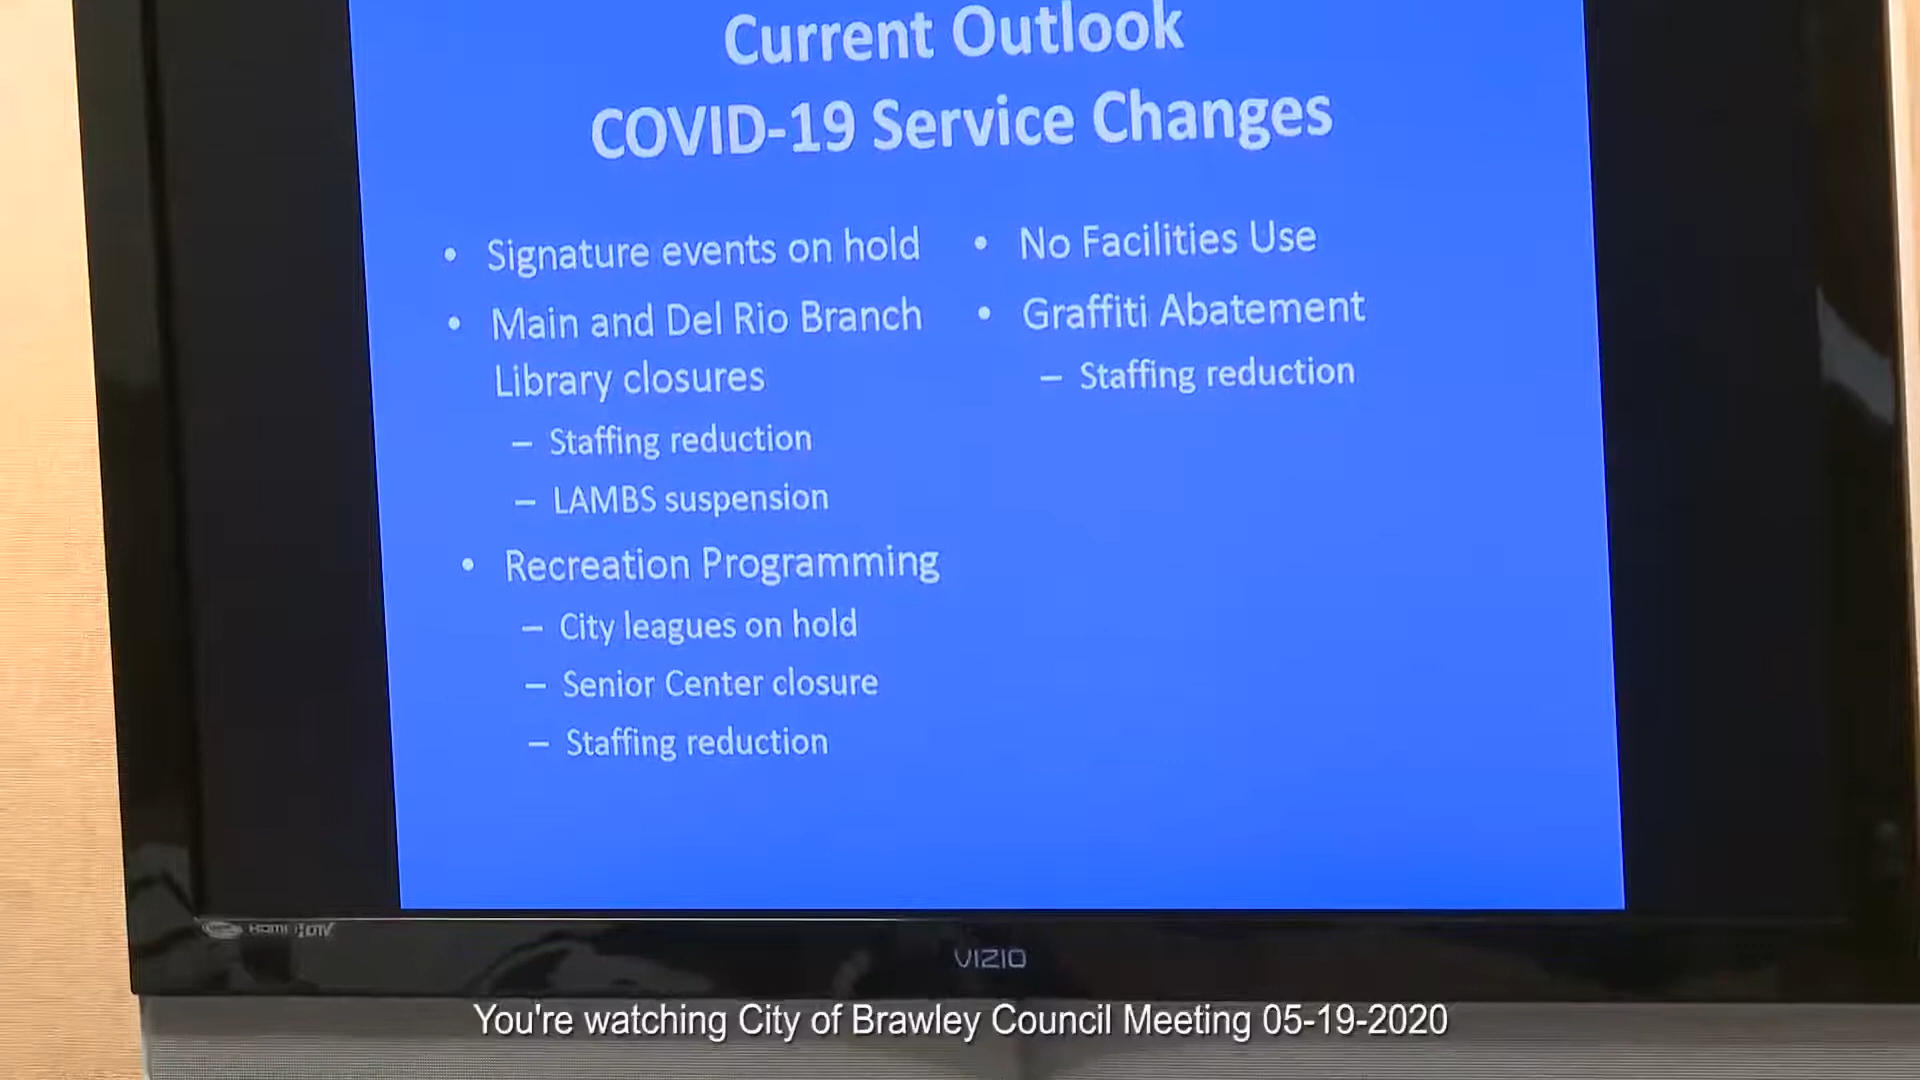 Current Outlook
COVID-19 Service Changes
• Signature events on hold
• Main and Del Rio Branch
Library closures
– Staffing reduction
– LAMBS suspension
• Recreation Programming
– City leagues on hold
– Senior Center closure
– Staffing reduction
• No Facilities Use
• Graffiti Abatement
– Staffing reduction
VIZIO
You're watching City of Brawley Council Meeting 05-19-2020